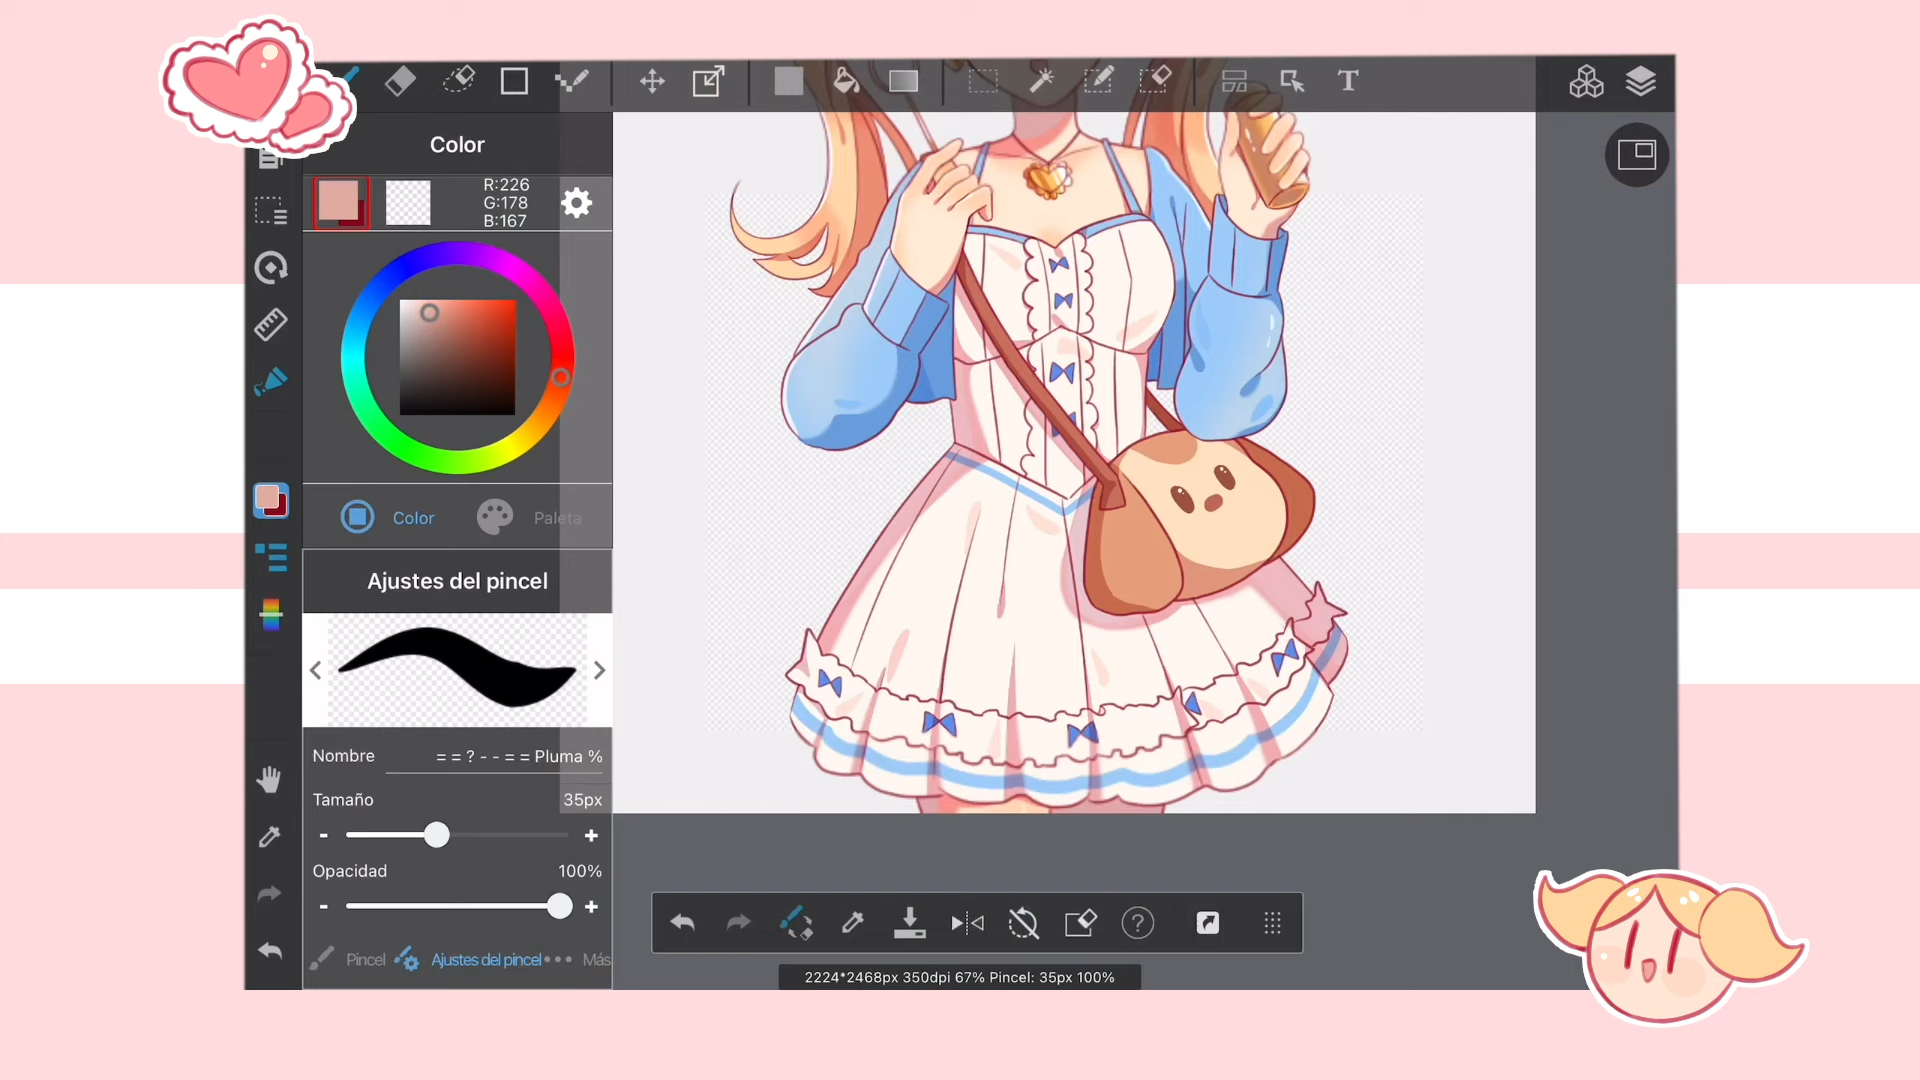 T
Color
R:226
G:178
B:167
Color
Paleta
Ajustes del pincel
Nombre
= = ? - - = = Pluma %
Tamaño
35px
- +
Opacidad
100%
- +
Pincel
Ajustes del pincel
Más
?
2224*2468px 350dpi 67% Pincel: 35px 100%